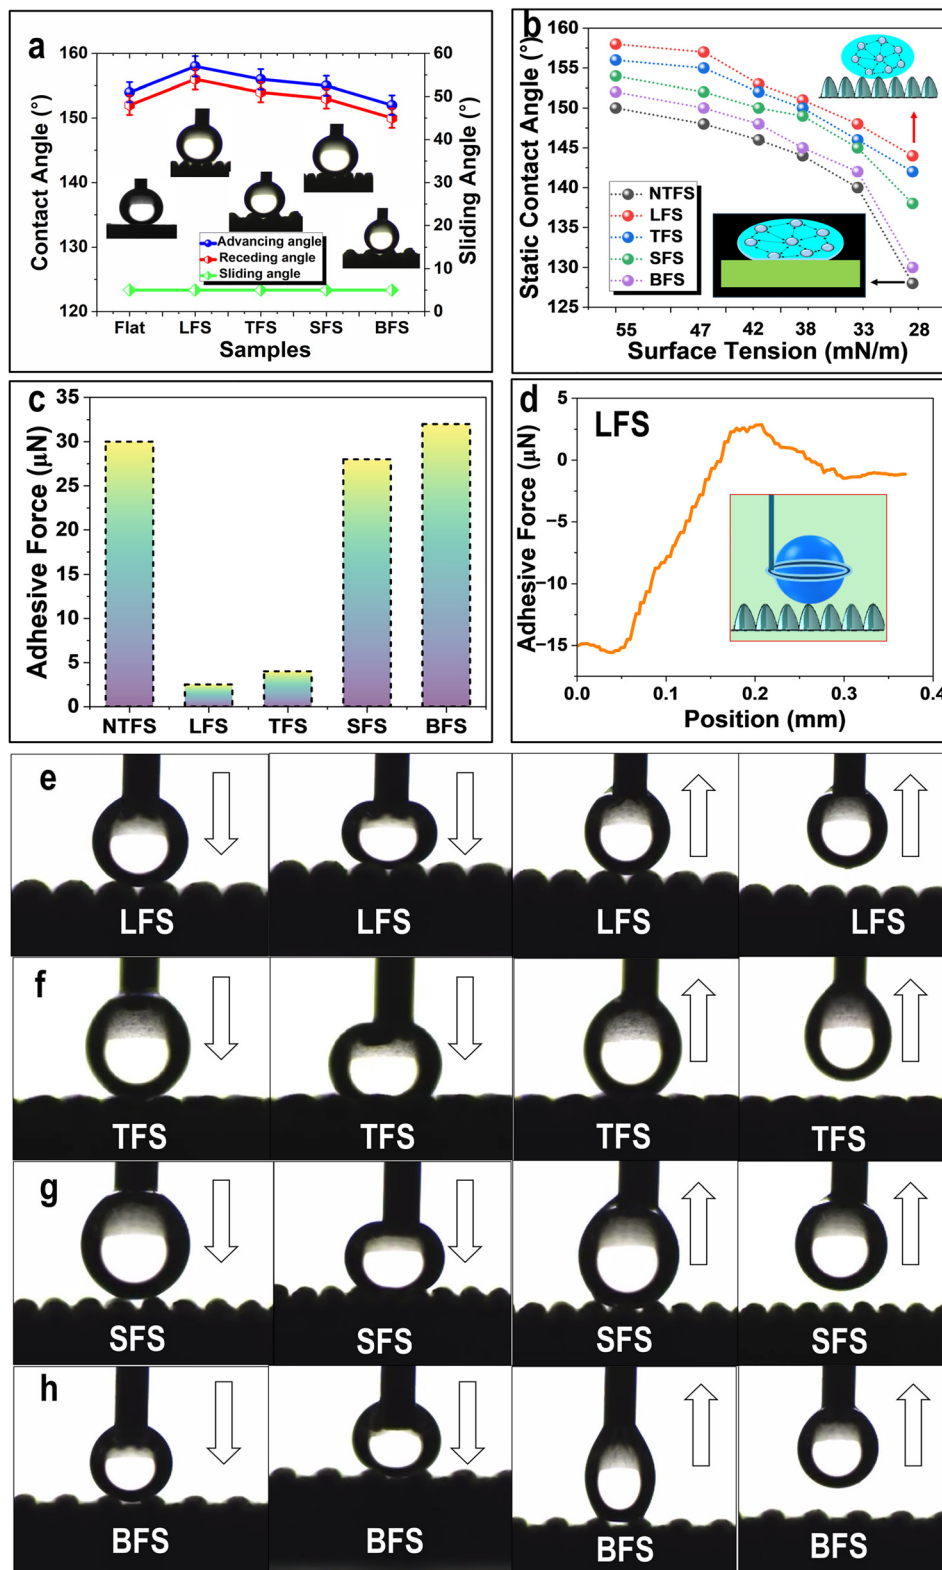 a
Contact Angle (°)
160
150
140
130
120
60
50
40
30
20
10
0
Sliding Angle (°)
Advancing angle
Receding angle
Sliding angle
Flat LFS TFS SFS BFS
Samples
b
Static Contact Angle (°)
160
155
150
145
140
135
130
125
NTFS
LFS
TFS
SFS
BFS
55 47 42 38 33 28
Surface Tension (mN/m)
c
Adhesive Force (µN)
35
30
25
20
15
10
5
0
NTFS LFS TFS SFS BFS
d
LFS
Adhesive Force (µN)
5
0
−5
−10
−15
0.0 0.1 0.2 0.3 0.4
Position (mm)
e
LFS LFS LFS LFS
f
TFS TFS TFS TFS
g
SFS SFS SFS SFS
h
BFS BFS BFS BFS